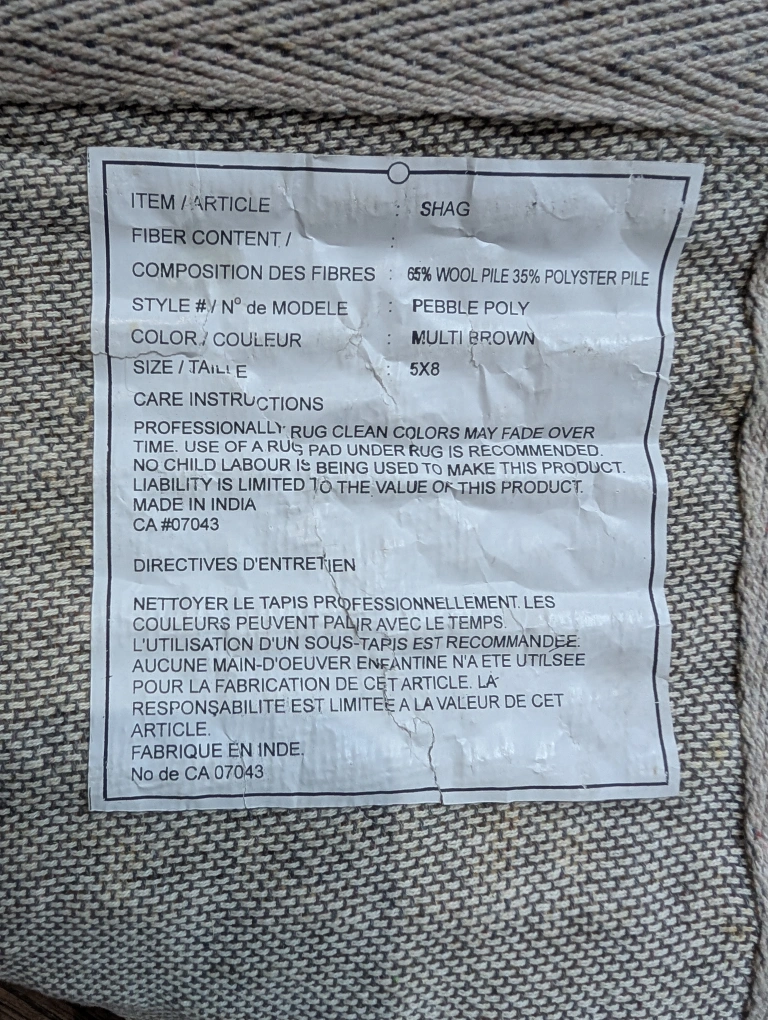 ITEM / ARTICLE : SHAG
FIBER CONTENT / :
COMPOSITION DES FIBRES : 65% WOOL PILE 35% POLYSTER PILE
STYLE # / N° de MODELE : PEBBLE POLY
COLOR / COULEUR : MULTI BROWN
SIZE / TAILLE : 5X8
CARE INSTRUCTIONS
PROFESSIONALLY RUG CLEAN COLORS MAY FADE OVER
TIME. USE OF A RUG PAD UNDER RUG IS RECOMMENDED.
NO CHILD LABOUR IS BEING USED TO MAKE THIS PRODUCT.
LIABILITY IS LIMITED TO THE VALUE OF THIS PRODUCT.
MADE IN INDIA
CA #07043
DIRECTIVES D'ENTRETIEN
NETTOYER LE TAPIS PROFESSIONNELLEMENT. LES
COULEURS PEUVENT PALIR AVEC LE TEMPS.
L'UTILISATION D'UN SOUS-TAPIS EST RECOMMANDEE.
AUCUNE MAIN-D'OEUVER ENFANTINE N'A ETE UTILSEE
POUR LA FABRICATION DE CET ARTICLE. LA
RESPONSABILITE EST LIMITEE A LA VALEUR DE CET
ARTICLE.
FABRIQUE EN INDE.
No de CA 07043